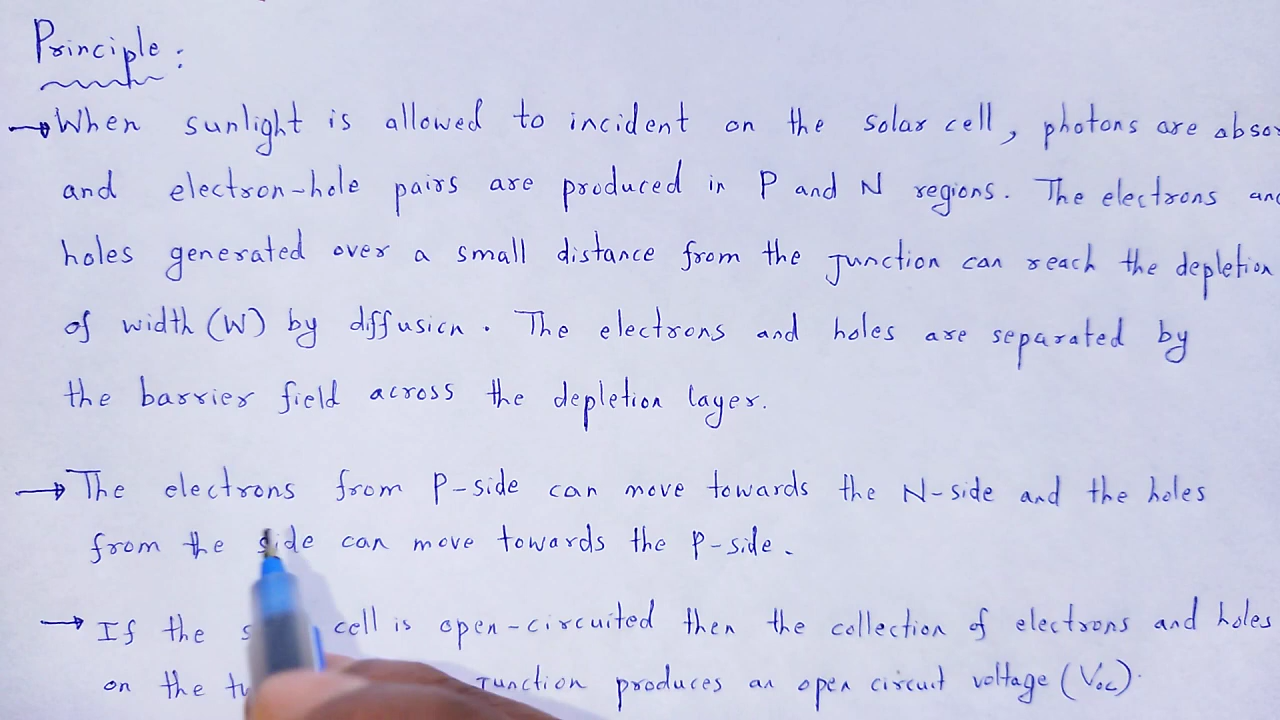 Principle :
→ When sunlight is allowed to incident on the solar cell, photons are
and electron-hole pairs are produced in P and N regions. The electrons
holes generated over a small distance from the junction can reach the depletion
of width (W) by diffusion. The electrons and holes are separated by
the barrier field across the depletion layer.
→ The electrons from P-side can move towards the N-side and the holes
from the side can move towards the P-side.
→ If the cell is open-circuited then the collection of electrons and holes
on the junction produces an open circuit voltage (Voc).